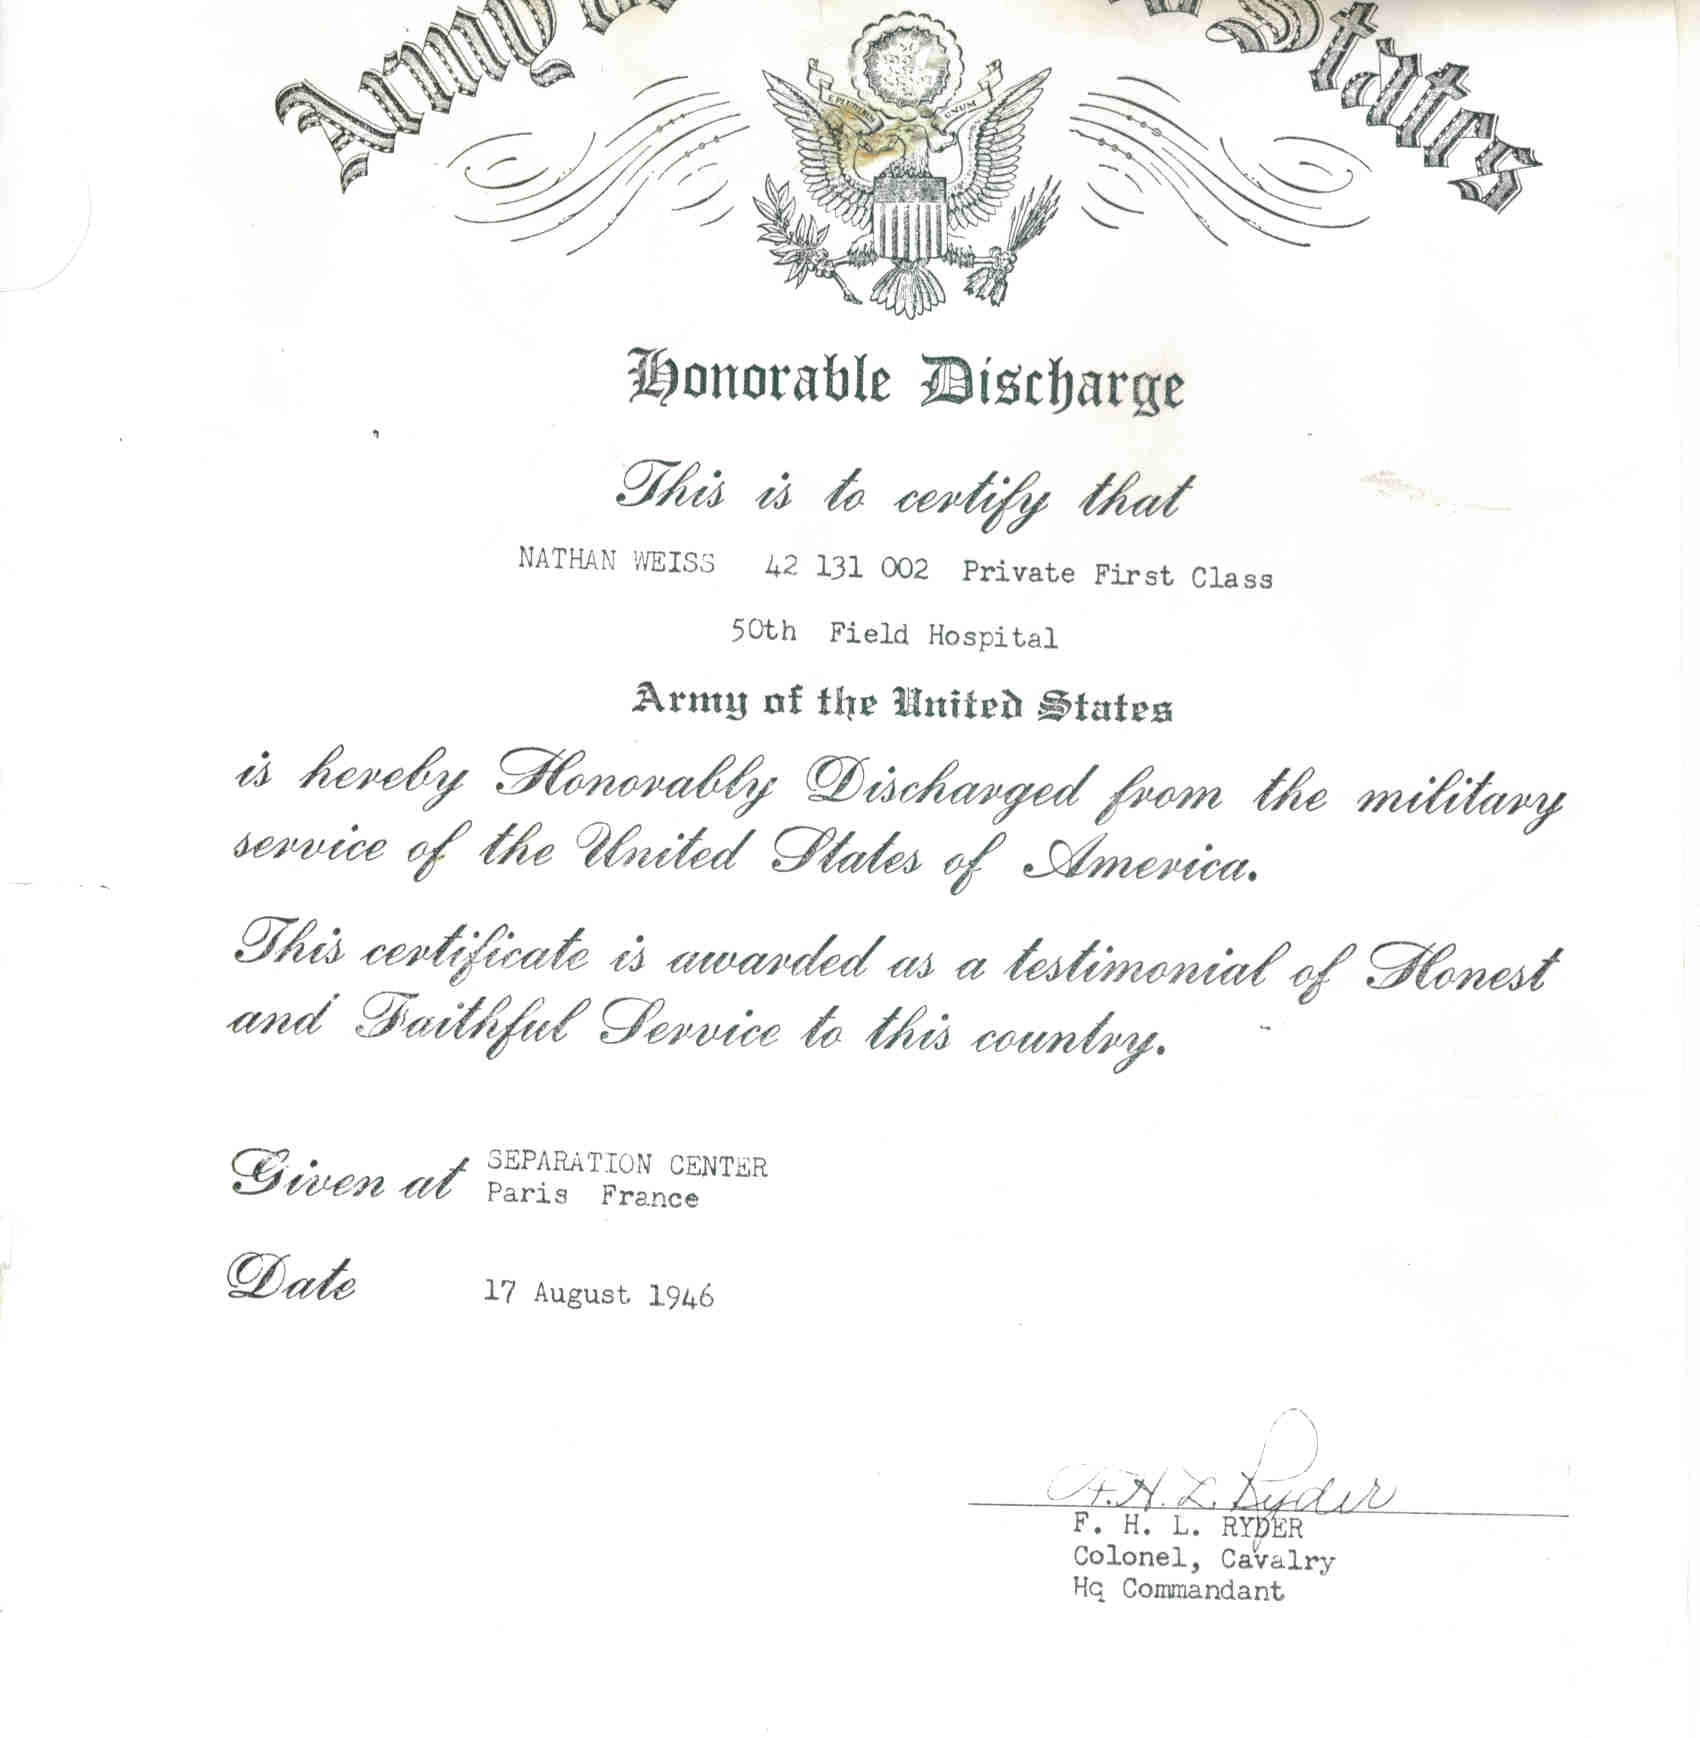 Army States
E PLURIBUS UNUM
Honorable Discharge
This is to certify that
NATHAN WEISS 42 131 002 Private First Class
50th Field Hospital
Army of the United States
is hereby Honorably Discharged from the military
service of the United States of America.
This certificate is awarded as a testimonial of Honest
and Faithful Service to this country.
Given at SEPARATION CENTER
Paris France
Date 17 August 1946
F. H. L. Ryder
F. H. L. RYDER
Colonel, Cavalry
Hq Commandant